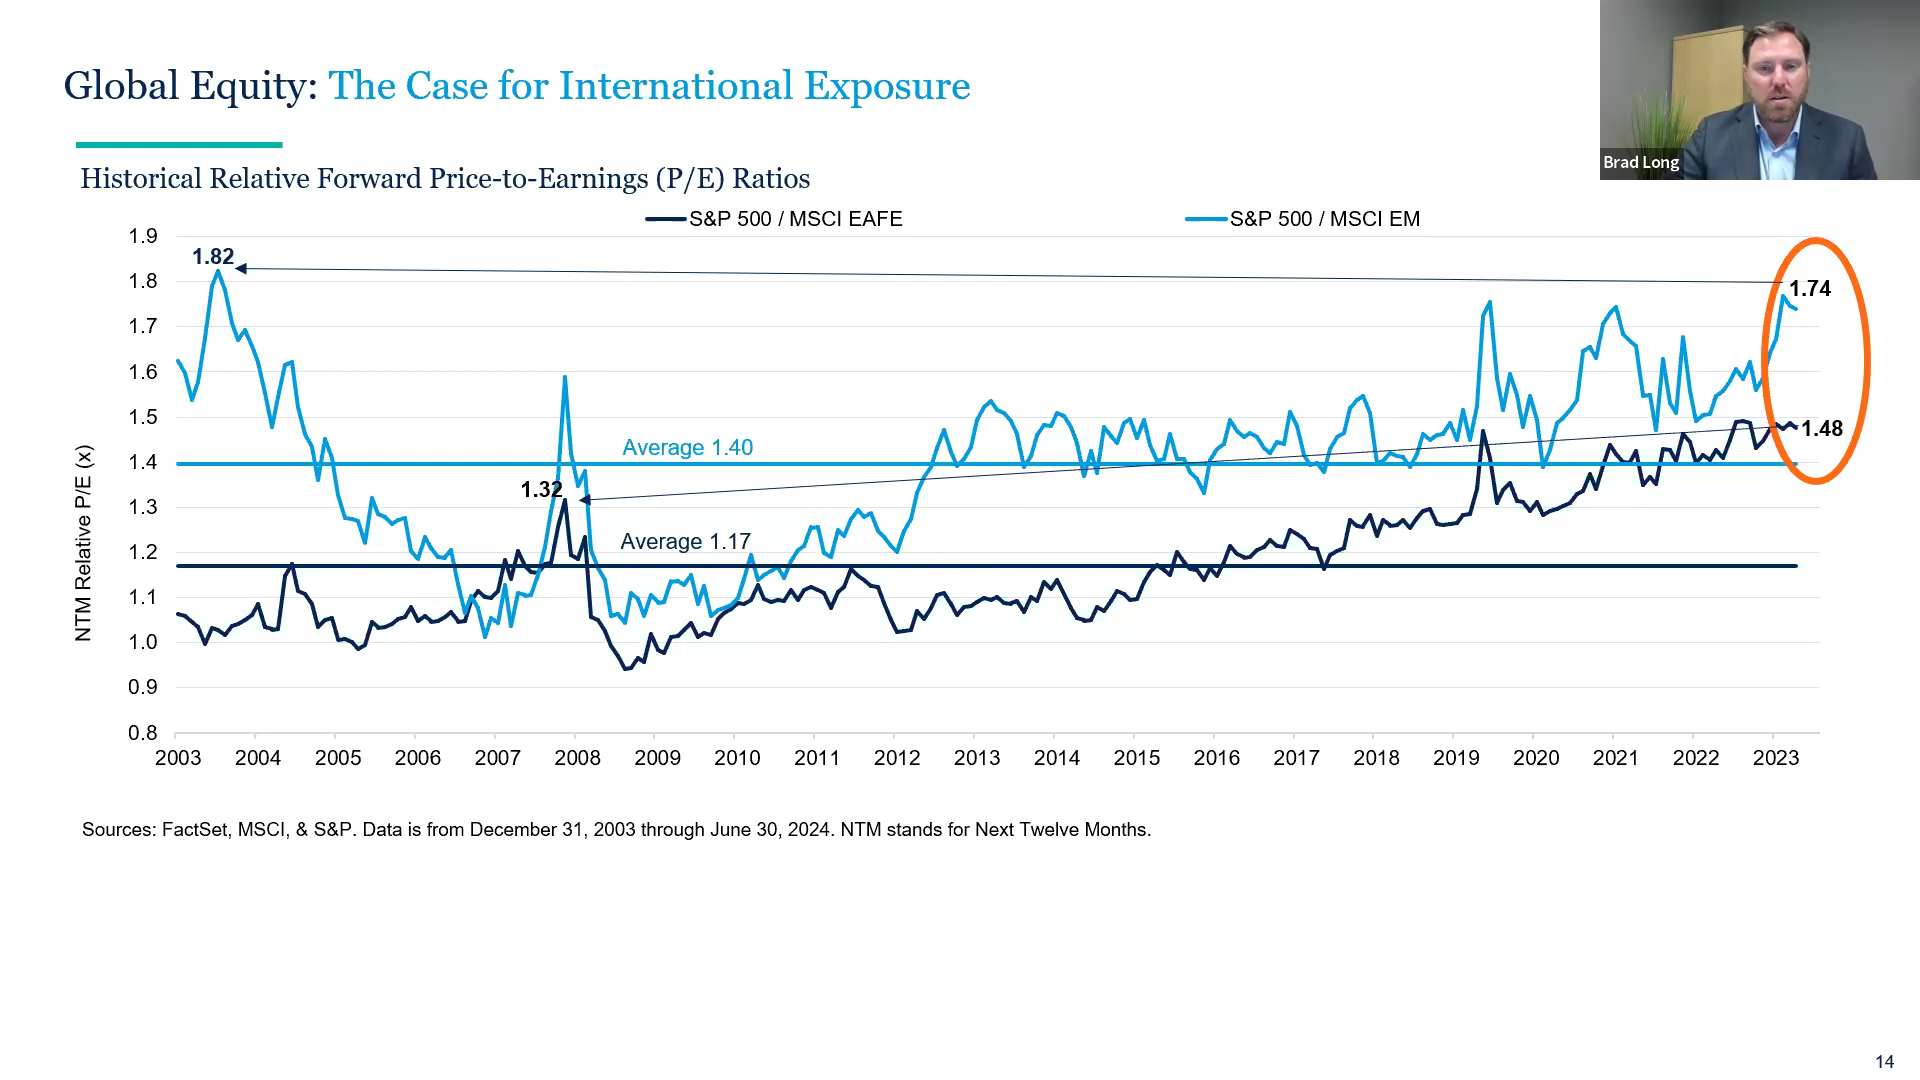 Global Equity: The Case for International Exposure
Brad Long
Historical Relative Forward Price-to-Earnings (P/E) Ratios
S&P 500 / MSCI EAFE
S&P 500 / MSCI EM
NTM Relative P/E (x)
1.9
1.8
1.7
1.6
1.5
1.4
1.3
1.2
1.1
1.0
0.9
0.8
1.82
1.74
1.48
Average 1.40
1.32
Average 1.17
2003 2004 2005 2006 2007 2008 2009 2010 2011 2012 2013 2014 2015 2016 2017 2018 2019 2020 2021 2022 2023
Sources: FactSet, MSCI, & S&P. Data is from December 31, 2003 through June 30, 2024. NTM stands for Next Twelve Months.
14